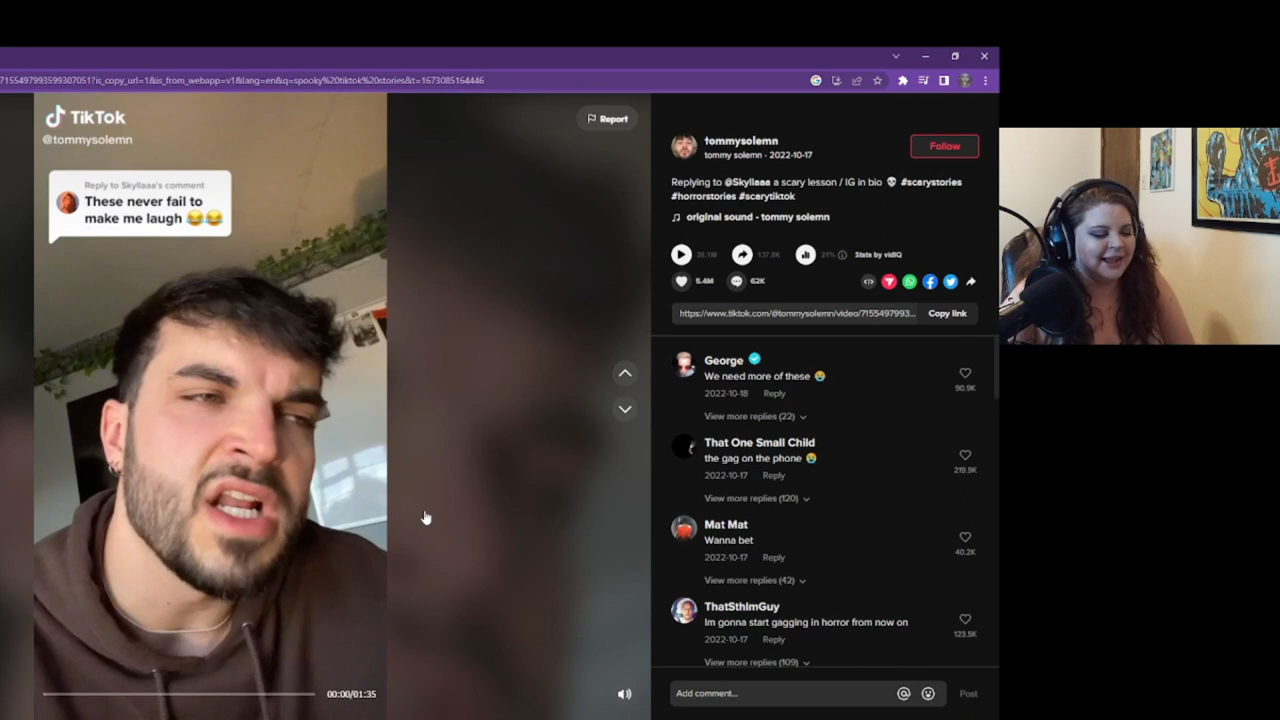 7155497993599307051?is_copy_url=1&is_from_webapp=v1&lang=en&q=spooky%20tiktok%20stories&t=1673085164446
TikTok
@tommysolemn
Reply to Skyllaaa's comment
These never fail to
make me laugh 😂😂
Report
00:00/01:35
tommysolemn
tommy solemn - 2022-10-17
Follow
Replying to @Skyllaaa a scary lesson / IG in bio 💀 #scarystories
#horrorstories #scarytiktok
original sound - tommy solemn
137.8K
21%
Stats by vidIQ
5.4M
62K
https://www.tiktok.com/@tommysolemn/video/7155497993...
Copy link
George
We need more of these 😭
2022-10-18 Reply
90.9K
View more replies (22)
That One Small Child
the gag on the phone 😭
2022-10-17 Reply
219.9K
View more replies (120)
Mat Mat
Wanna bet
2022-10-17 Reply
40.2K
View more replies (42)
ThatSthlmGuy
Im gonna start gagging in horror from now on
2022-10-17 Reply
123.5K
View more replies (109)
Add comment...
Post